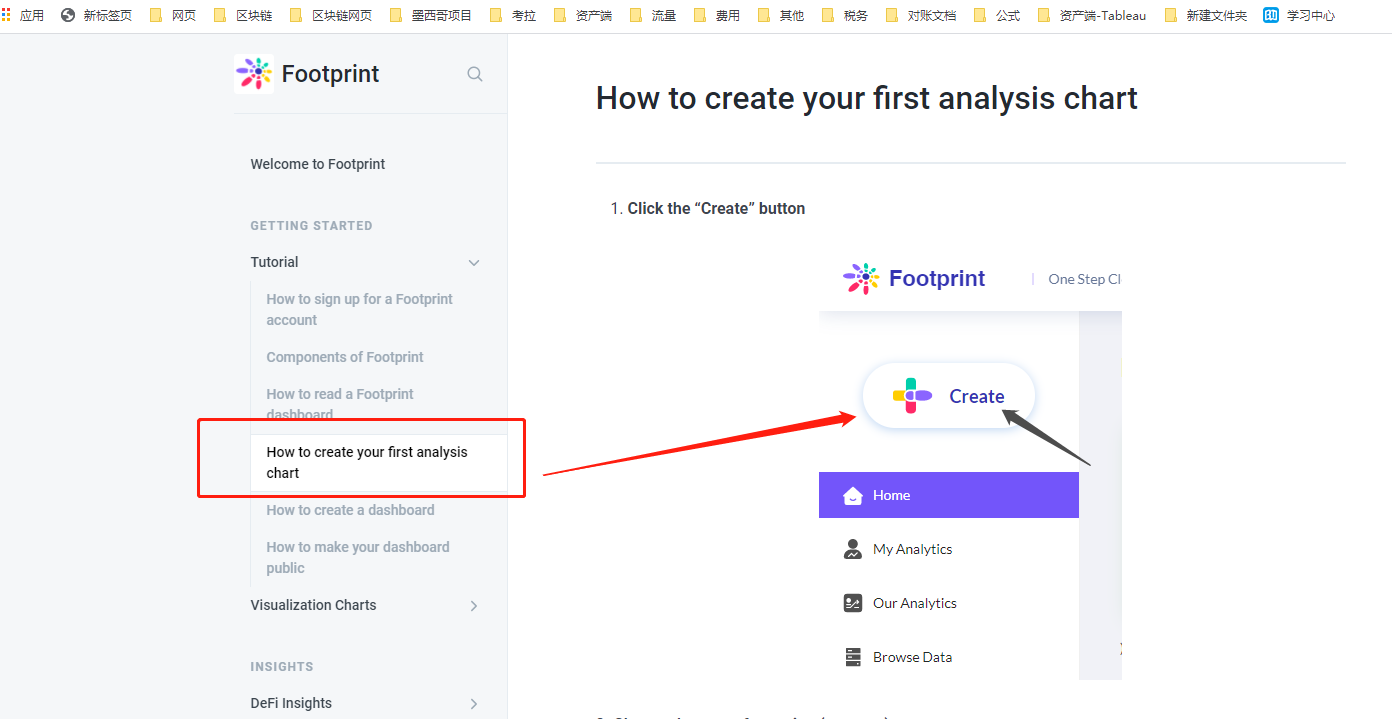 应用 新标签页 网页 区块链 区块链网页 墨西哥项目 考拉 资产端 流量 费用 其他 税务 对账文档 公式 资产端-Tableau 新建文件夹 学习中心
Footprint
Welcome to Footprint
GETTING STARTED
Tutorial
How to sign up for a Footprint
account
Components of Footprint
How to read a Footprint
dashboard
How to create your first analysis
chart
How to create a dashboard
How to make your dashboard
public
Visualization Charts
INSIGHTS
DeFi Insights
How to create your first analysis chart
1. Click the “Create” button
Footprint
One Step Cl
Create
Home
My Analytics
Our Analytics
Browse Data